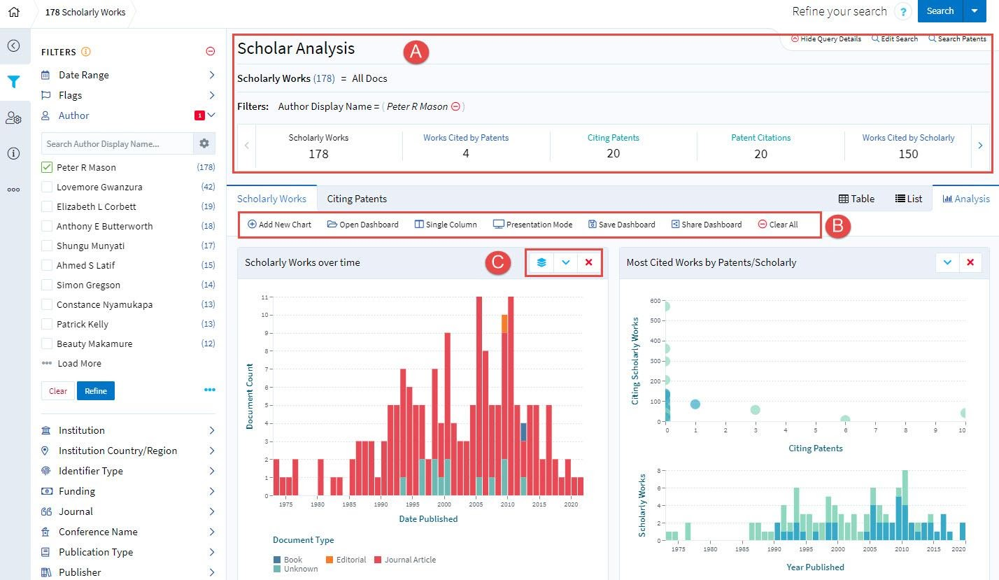 178 Scholarly Works
Refine your search ? Search
FILTERS
Date Range
Flags
Author 1
Search Author Display Name...
Peter R Mason (178)
Lovemore Gwanzura (42)
Elizabeth L Corbett (19)
Anthony E Butterworth (18)
Shungu Munyati (17)
Ahmed S Latif (15)
Simon Gregson (14)
Constance Nyamukapa (13)
Patrick Kelly (13)
Beauty Makamure (12)
Load More
Clear Refine
Institution
Institution Country/Region
Identifier Type
Funding
Journal
Conference Name
Publication Type
Publisher
Hide Query Details Edit Search Search Patents
Scholar Analysis A
Scholarly Works (178) = All Docs
Filters: Author Display Name = ( Peter R Mason )
Scholarly Works Works Cited by Patents Citing Patents Patent Citations Works Cited by Scholarly
178 4 20 20 150
Scholarly Works Citing Patents Table List Analysis
Add New Chart Open Dashboard Single Column Presentation Mode Save Dashboard Share Dashboard Clear All B
Scholarly Works over time C
11
10
9
8
7
6
5
4
3
2
1
0
Document Count
1975 1980 1985 1990 1995 2000 2005 2010 2015 2020
Date Published
Document Type
Book Editorial Journal Article
Unknown
Most Cited Works by Patents/Scholarly
600
500
400
300
200
100
0
Citing Scholarly Works
0 1 2 3 4 5 6 7 8 9 10
Citing Patents
8
6
4
2
0
Scholarly Works
1975 1980 1985 1990 1995 2000 2005 2010 2015 2020
Year Published